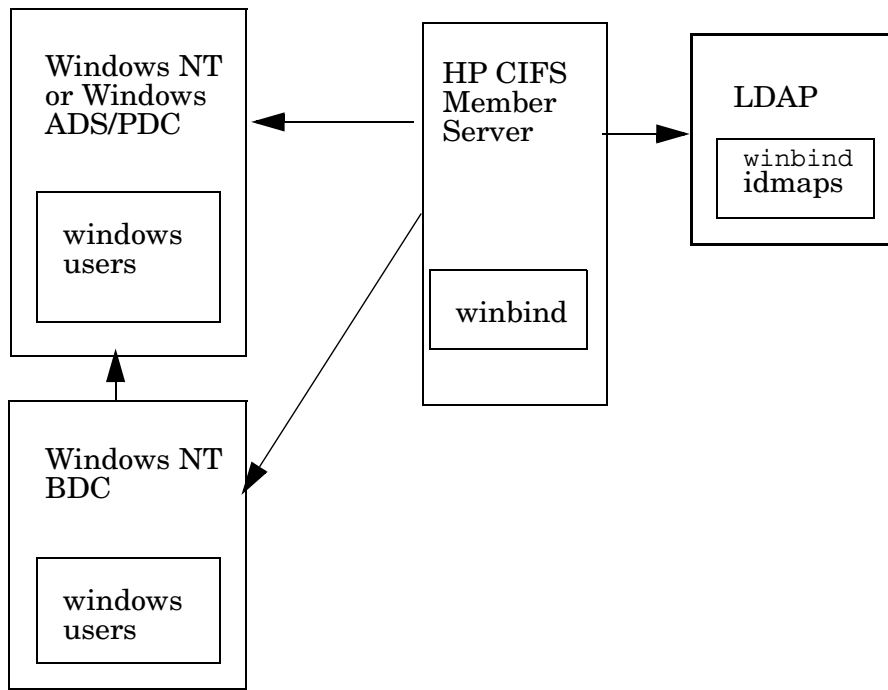 Windows NT
or Windows
ADS/PDC
windows
users
HP CIFS
Member
Server
winbind
LDAP
winbind
idmaps
Windows NT
BDC
windows
users